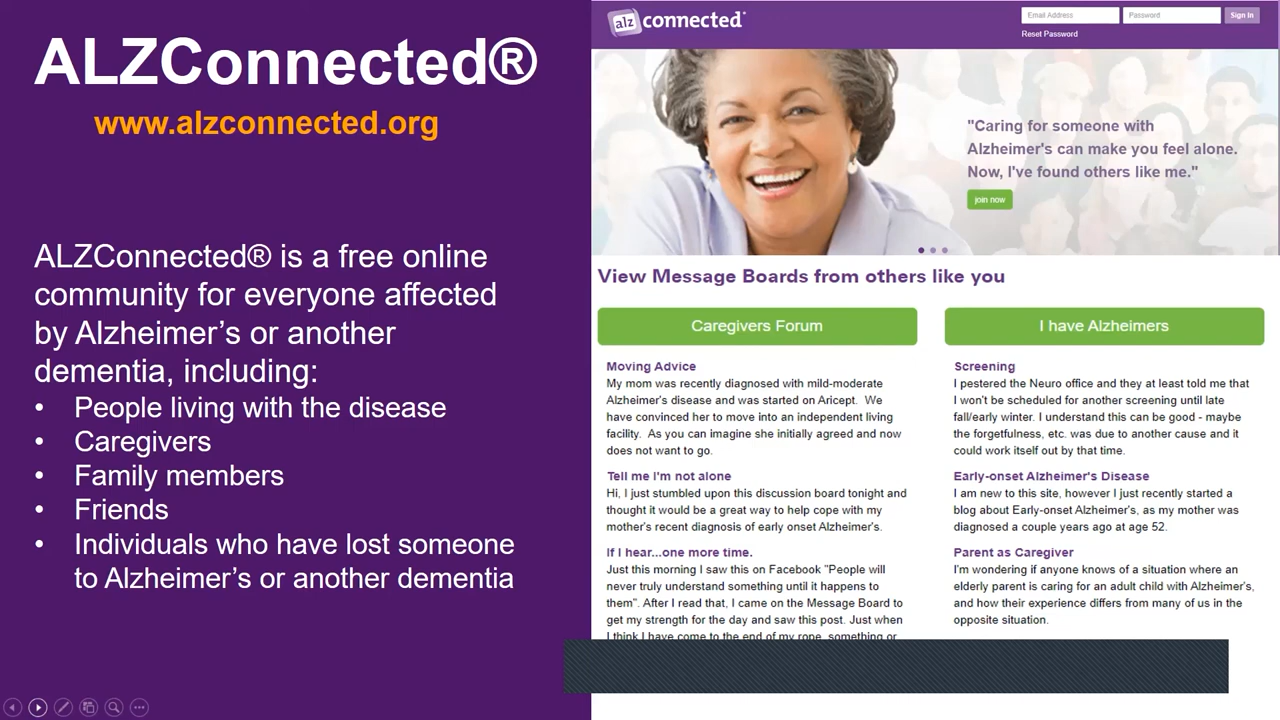 ALZConnected®
www.alzconnected.org
ALZConnected® is a free online
community for everyone affected
by Alzheimer’s or another
dementia, including:
• People living with the disease
• Caregivers
• Family members
• Friends
• Individuals who have lost someone
to Alzheimer’s or another dementia
alz connected®
Email Address
Password
Sign In
Reset Password
"Caring for someone with
Alzheimer's can make you feel alone.
Now, I've found others like me."
join now
View Message Boards from others like you
Caregivers Forum
Moving Advice
My mom was recently diagnosed with mild-moderate
Alzheimer's disease and was started on Aricept. We
have convinced her to move into an independent living
facility. As you can imagine she initially agreed and now
does not want to go.
Tell me I'm not alone
Hi, I just stumbled upon this discussion board tonight and
thought it would be a great way to help cope with my
mother's recent diagnosis of early onset Alzheimer's.
If I hear...one more time.
Just this morning I saw this on Facebook "People will
never truly understand something until it happens to
them". After I read that, I came on the Message Board to
get my strength for the day and saw this post. Just when
I think I have come to the end of my rope, something or
I have Alzheimers
Screening
I pestered the Neuro office and they at least told me that
I won't be scheduled for another screening until late
fall/early winter. I understand this can be good - maybe
the forgetfulness, etc. was due to another cause and it
could work itself out by that time.
Early-onset Alzheimer's Disease
I am new to this site, however I just recently started a
blog about Early-onset Alzheimer's, as my mother was
diagnosed a couple years ago at age 52.
Parent as Caregiver
I'm wondering if anyone knows of a situation where an
elderly parent is caring for an adult child with Alzheimer's,
and how their experience differs from many of us in the
opposite situation.